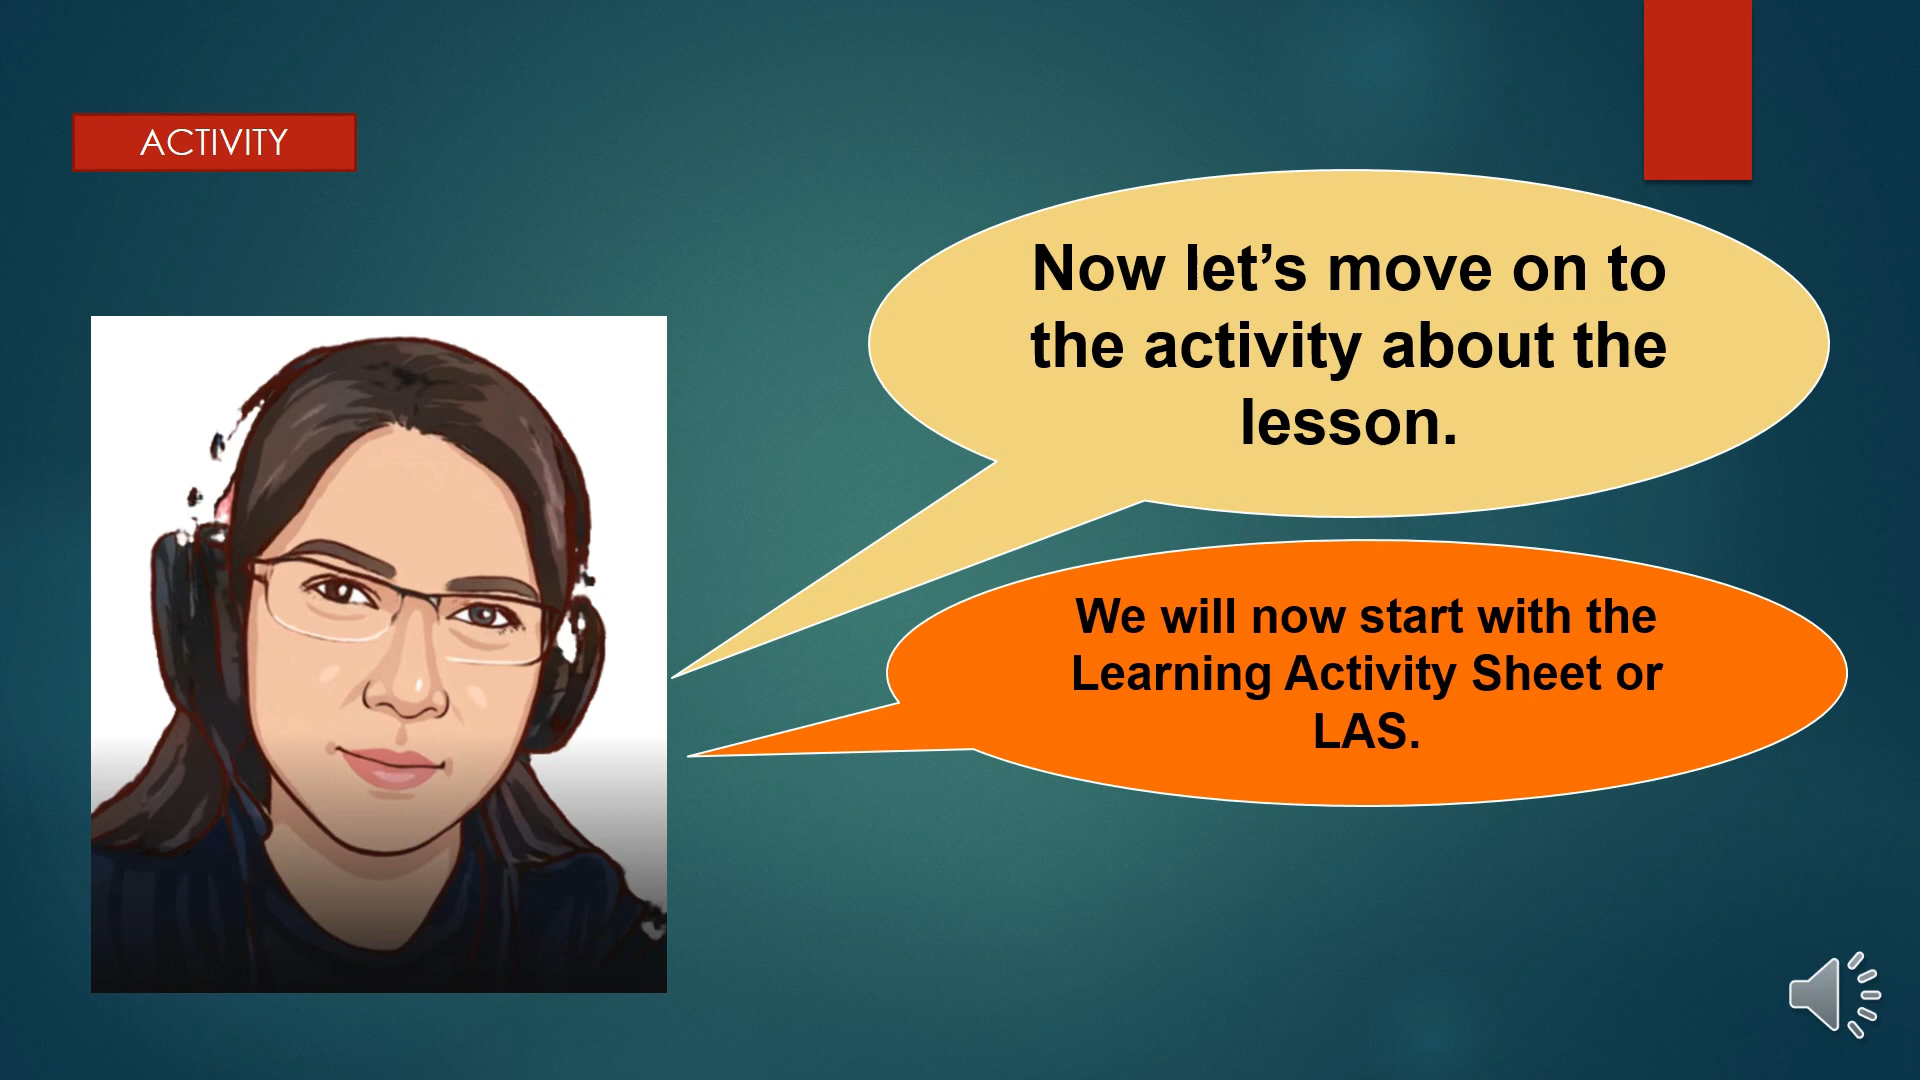 ACTIVITY
Now let’s move on to
the activity about the
lesson.
We will now start with the
Learning Activity Sheet or
LAS.